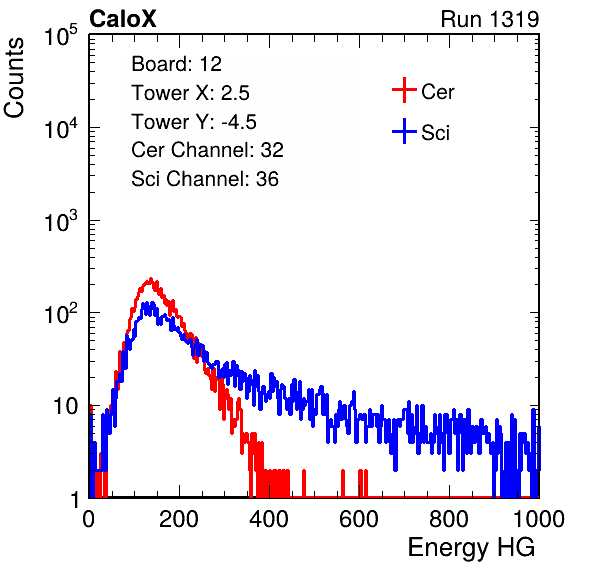 CaloX Run 1319
Counts
10^5
10^4
10^3
10^2
10
1
Board: 12
Tower X: 2.5
Tower Y: -4.5
Cer Channel: 32
Sci Channel: 36
Cer
Sci
0 200 400 600 800 1000
Energy HG